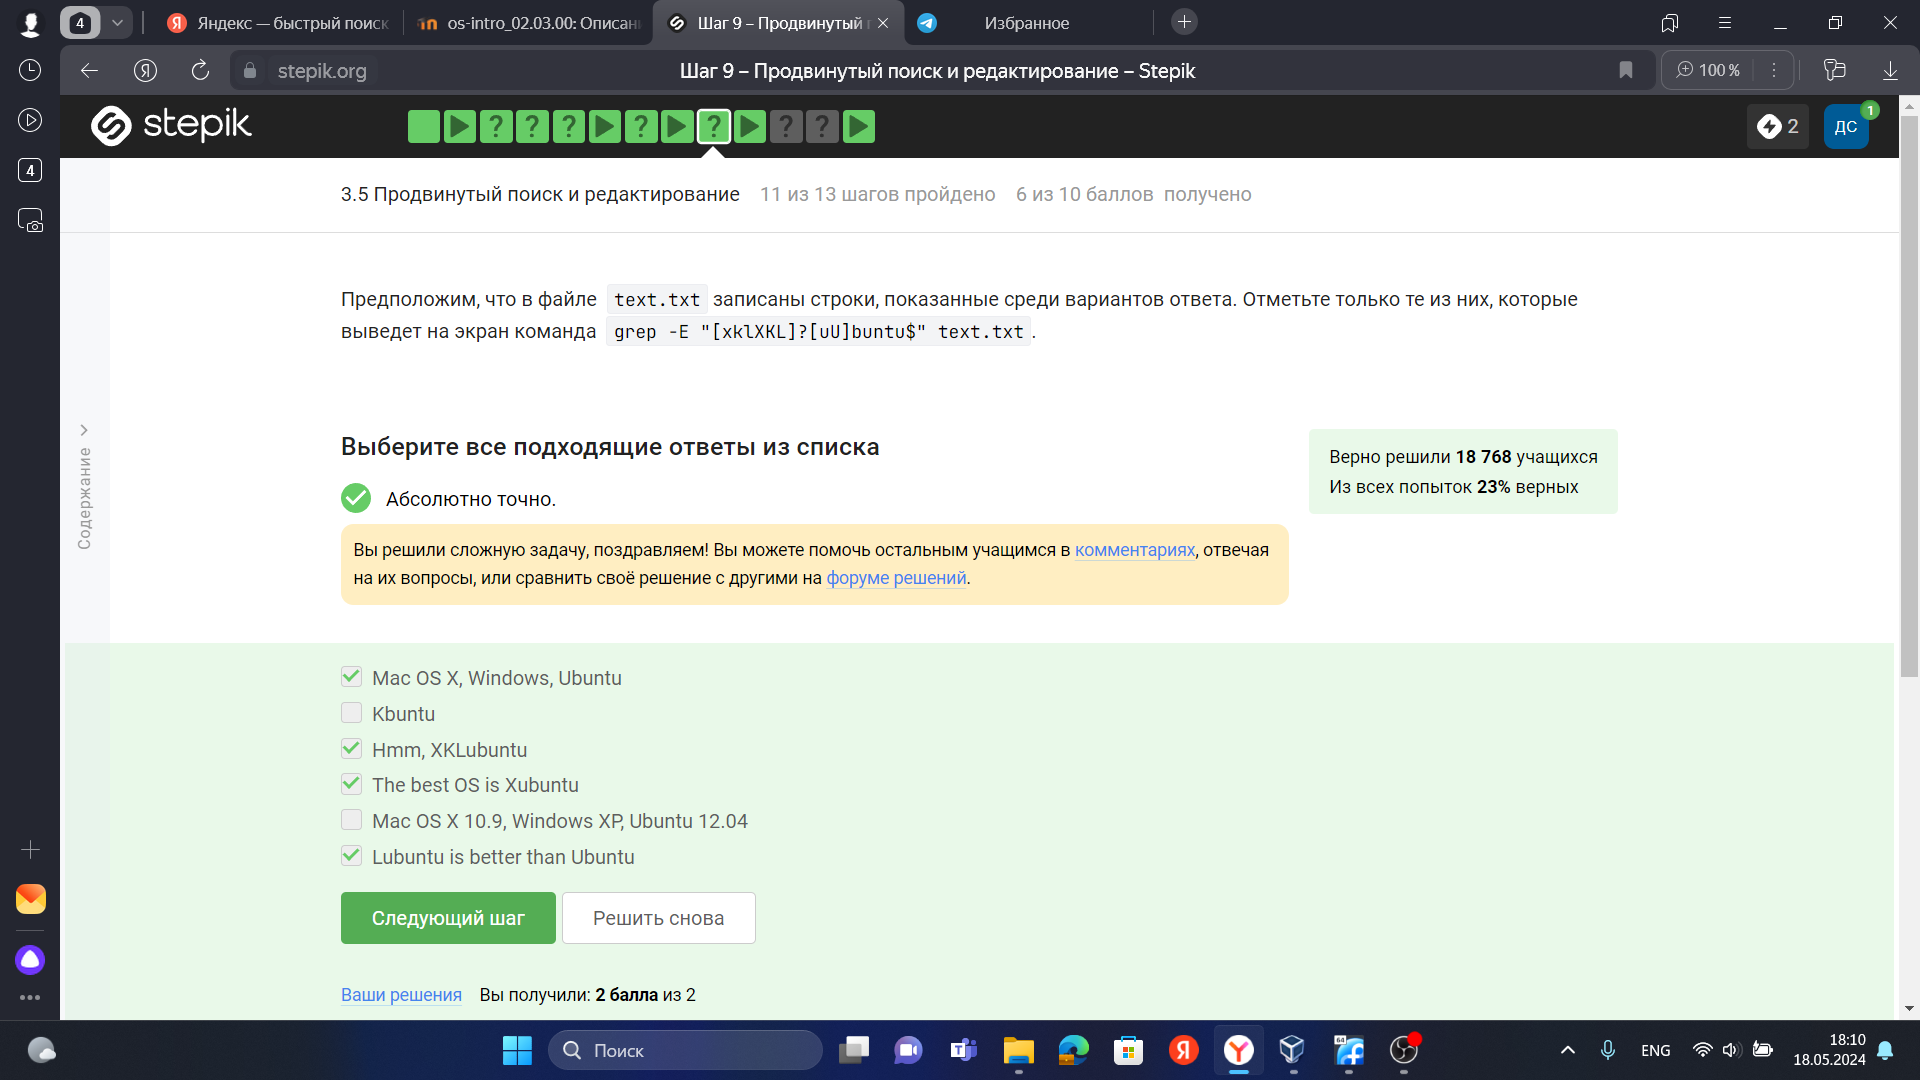 4
Яндекс — быстрый поиск
os-intro_02.03.00: Описан
Шаг 9 – Продвинутый п
Избранное
stepik.org
Шаг 9 – Продвинутый поиск и редактирование – Stepik
100 %
4
stepik
? ? ? ? ? ? ?
2
ДС
1
3.5 Продвинутый поиск и редактирование 11 из 13 шагов пройдено 6 из 10 баллов получено
Предположим, что в файле text.txt записаны строки, показанные среди вариантов ответа. Отметьте только те из них, которые
выведет на экран команда grep -E "[xklXKL]?[uU]buntu$" text.txt.
Содержание
Выберите все подходящие ответы из списка
Верно решили 18 768 учащихся
Из всех попыток 23% верных
Абсолютно точно.
Вы решили сложную задачу, поздравляем! Вы можете помочь остальным учащимся в комментариях, отвечая
на их вопросы, или сравнить своё решение с другими на форуме решений.
Mac OS X, Windows, Ubuntu
Kbuntu
Hmm, XKLubuntu
The best OS is Xubuntu
Mac OS X 10.9, Windows XP, Ubuntu 12.04
Lubuntu is better than Ubuntu
Следующий шаг
Решить снова
Ваши решения Вы получили: 2 балла из 2
Поиск
64
ENG
18:10
18.05.2024